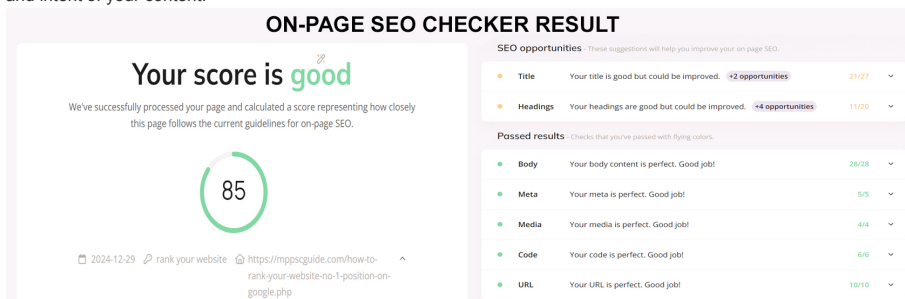 and intent of your content.
ON-PAGE SEO CHECKER RESULT
Your score is good
We've successfully processed your page and calculated a score representing how closely
this page follows the current guidelines for on-page SEO.
85
2024-12-29 rank your website https://mppscguide.com/how-to-
rank-your-website-no-1-position-on-
google.php
SEO opportunities - These suggestions will help you improve your on page SEO.
Title Your title is good but could be improved. +2 opportunities 21/27
Headings Your headings are good but could be improved. +4 opportunities 11/20
Passed results - Checks that you've passed with flying colors.
Body Your body content is perfect. Good job! 28/28
Meta Your meta is perfect. Good job! 5/5
Media Your media is perfect. Good job! 4/4
Code Your code is perfect. Good job! 6/6
URL Your URL is perfect. Good job! 10/10